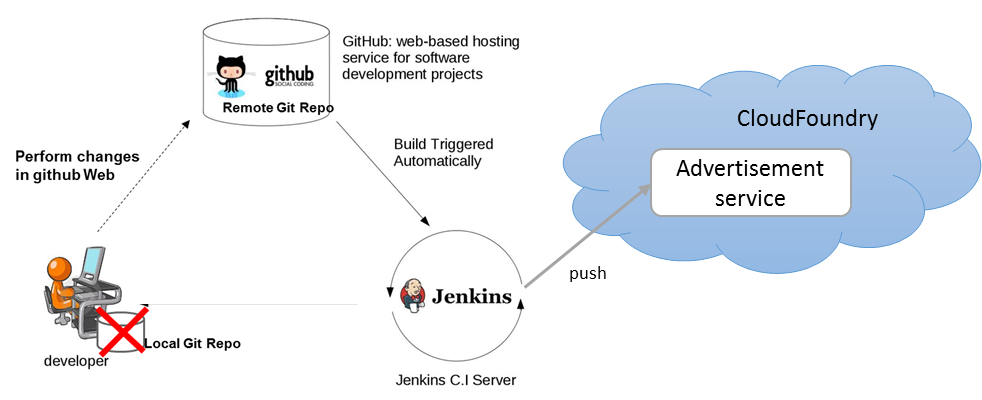 GitHub: web-based hosting
service for software
development projects
github
SOCIAL CODING
Remote Git Repo
Build Triggered
Automatically
Perform changes
in github Web
CloudFoundry
Advertisement
service
push
Jenkins
Local Git Repo
developer
Jenkins C.I Server